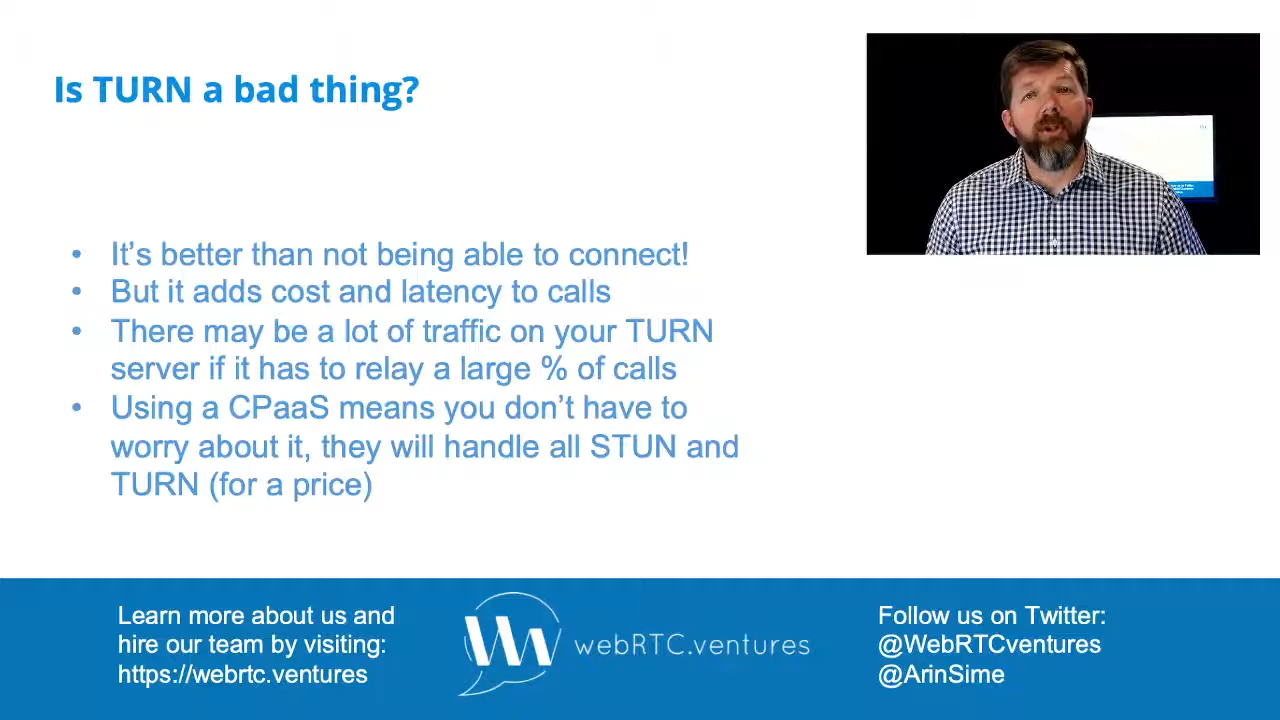 Is TURN a bad thing?
• It’s better than not being able to connect!
• But it adds cost and latency to calls
• There may be a lot of traffic on your TURN
server if it has to relay a large % of calls
• Using a CPaaS means you don’t have to
worry about it, they will handle all STUN and
TURN (for a price)
Learn more about us and
hire our team by visiting:
https://webrtc.ventures
webRTC.ventures
Follow us on Twitter:
@WebRTCventures
@ArinSime